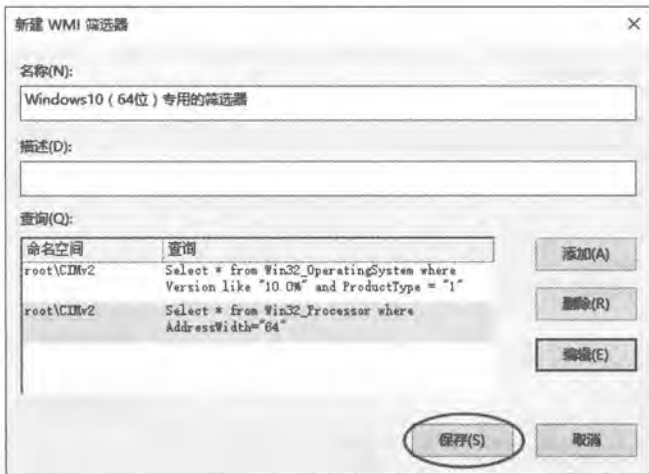 新建 WMI 筛选器
名称(N):
Windows10（64位）专用的筛选器
描述(D):
查询(Q):
命名空间 查询
root\CIMv2 Select * from Win32_OperatingSystem where
Version like "10.0%" and ProductType = "1"
root\CIMv2 Select * from Win32_Processor where
AddressWidth="64"
添加(A)
删除(R)
编辑(E)
保存(S)
取消